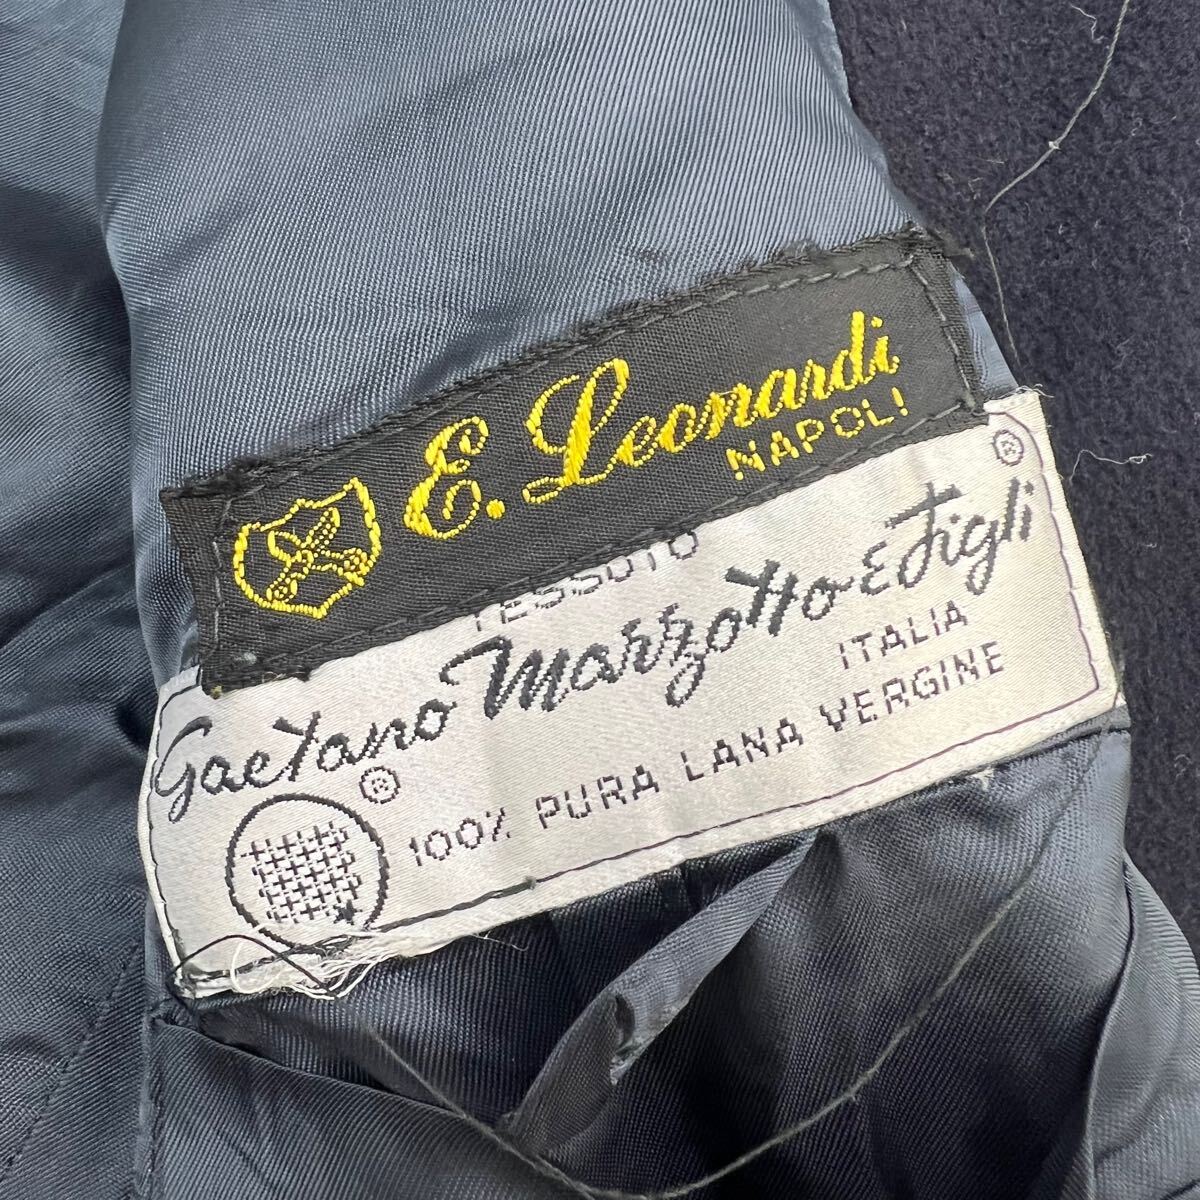 E. Leonardi
NAPOLI
TESSUTO
®
Gaetano Marzotto E Figli
®
ITALIA
100% PURA LANA VERGINE